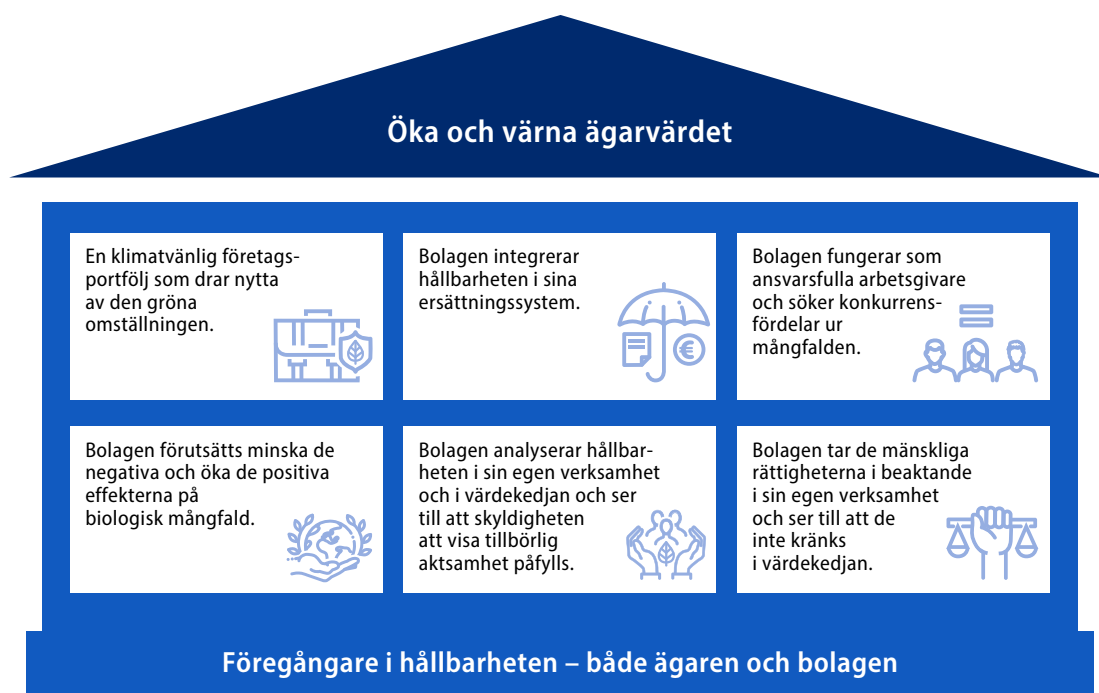 Öka och värna ägarvärdet
En klimatvänlig företags-
portfölj som drar nytta
av den gröna
omställningen.
Bolagen integrerar
hållbarheten i sina
ersättningssystem.
Bolagen fungerar som
ansvarsfulla arbetsgivare
och söker konkurrens-
fördelar ur
mångfalden.
Bolagen förutsätts minska de
negativa och öka de positiva
effekterna på
biologisk mångfald.
Bolagen analyserar hållbar-
heten i sin egen verksamhet
och i värdekedjan och ser
till att skyldigheten
att visa tillbörlig
aktsamhet påfylls.
Bolagen tar de mänskliga
rättigheterna i beaktande
i sin egen verksamhet
och ser till att de
inte kränks
i värdekedjan.
Föregångare i hållbarheten – både ägaren och bolagen